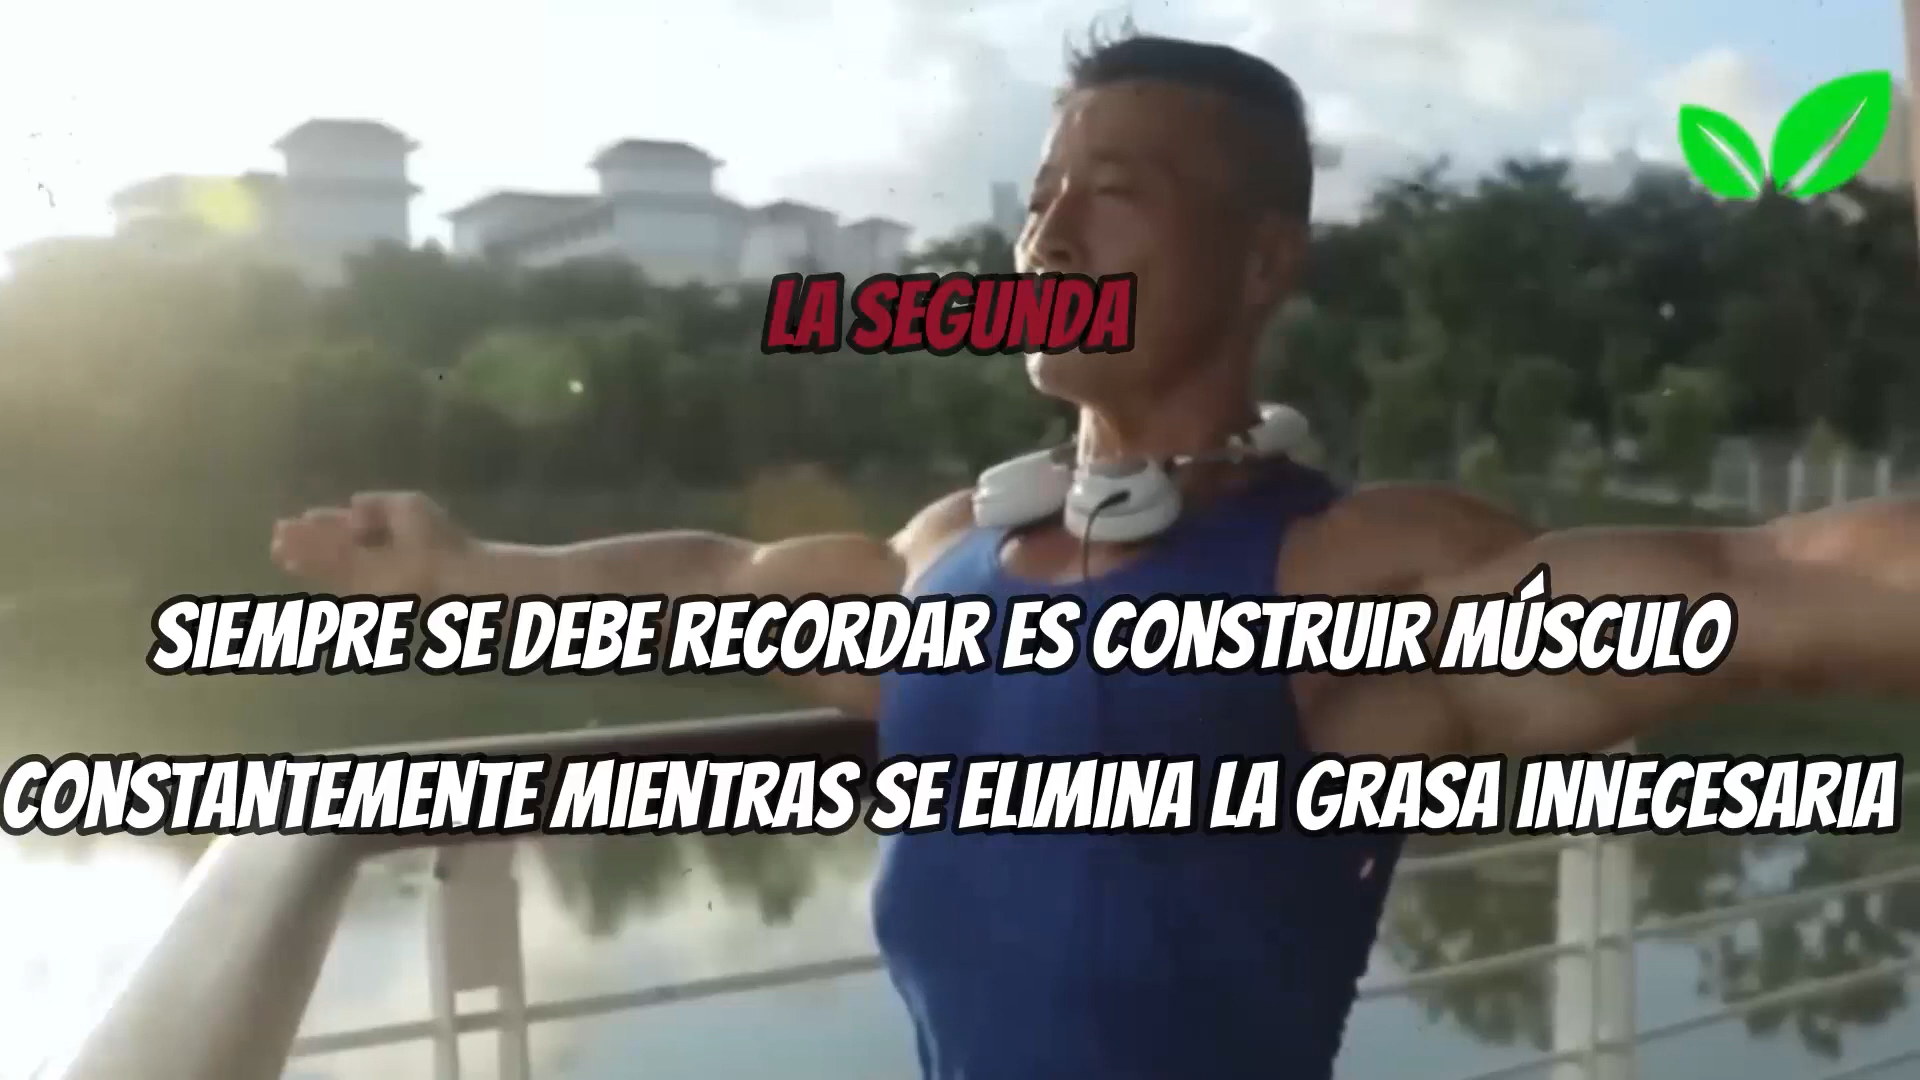 LA SEGUNDA
SIEMPRE SE DEBE RECORDAR ES CONSTRUIR MÚSCULO
CONSTANTEMENTE MIENTRAS SE ELIMINA LA GRASA INNECESARIA